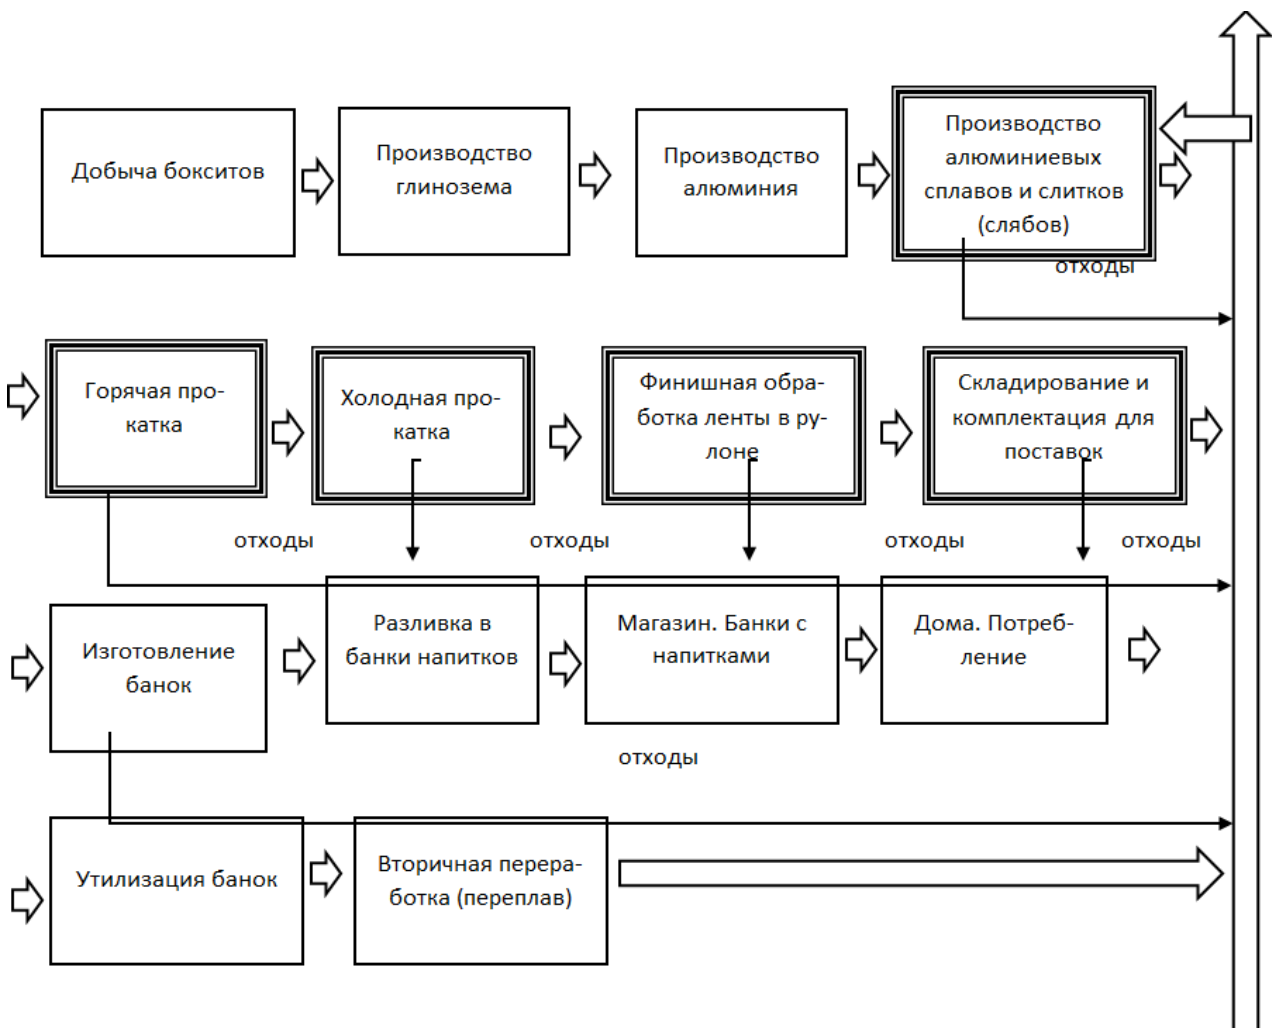 Добыча бокситов
Производство
глинозема
Производство
алюминия
Производство
алюминиевых
сплавов и слитков
(слябов)
отходы
Горячая про-
катка
Холодная про-
катка
Финишная обра-
ботка ленты в ру-
лоне
Складирование и
комплектация для
поставок
отходы
отходы
отходы
отходы
Изготовление
банок
Разливка в
банки напитков
Магазин. Банки с
напитками
Дома. Потреб-
ление
отходы
Утилизация банок
Вторичная перера-
ботка (переплав)